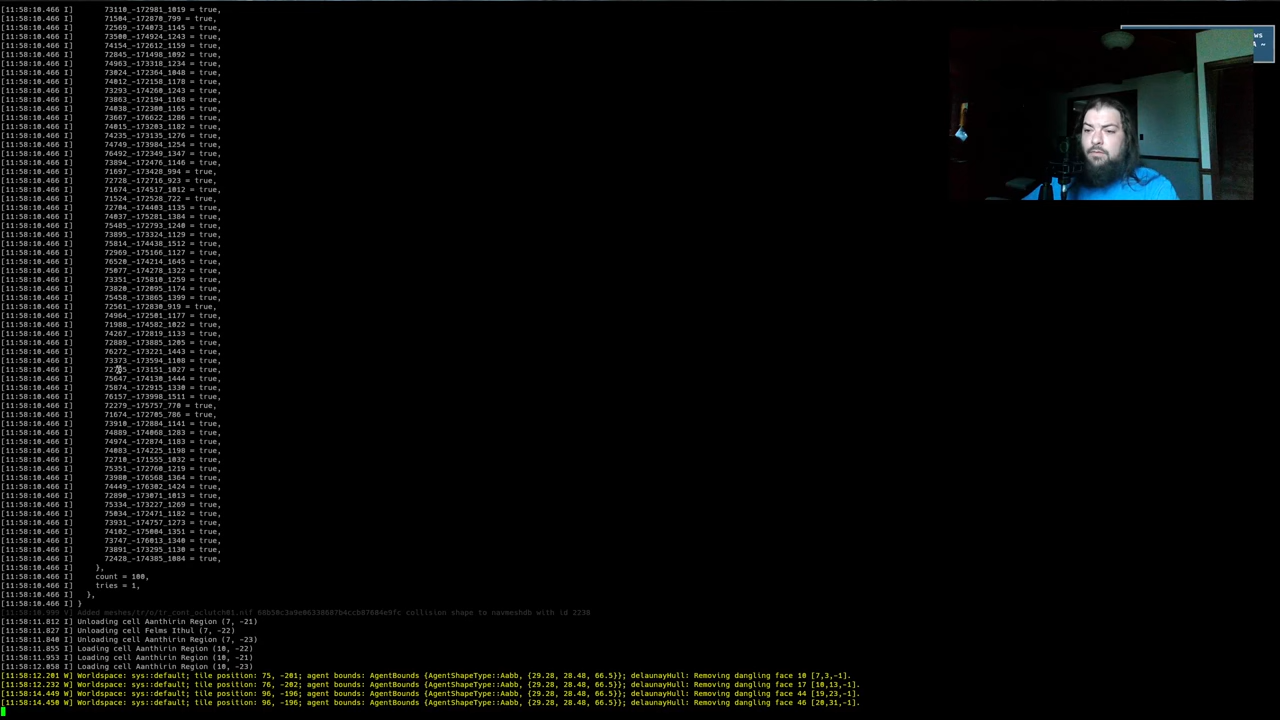 [11:58:10.466 I]       73110_-172981_1019 = true,
[11:58:10.466 I]       71504_-172870_799 = true,
[11:58:10.466 I]       72569_-174073_1145 = true,
[11:58:10.466 I]       73500_-174924_1243 = true,
[11:58:10.466 I]       74154_-172612_1159 = true,
[11:58:10.466 I]       72845_-171498_1092 = true,
[11:58:10.466 I]       74963_-173318_1234 = true,
[11:58:10.466 I]       73024_-172364_1048 = true,
[11:58:10.466 I]       74012_-172158_1178 = true,
[11:58:10.466 I]       73293_-174260_1243 = true,
[11:58:10.466 I]       73863_-172194_1168 = true,
[11:58:10.466 I]       74038_-172300_1165 = true,
[11:58:10.466 I]       73667_-176622_1286 = true,
[11:58:10.466 I]       74015_-173203_1182 = true,
[11:58:10.466 I]       74235_-173135_1276 = true,
[11:58:10.466 I]       74749_-173984_1254 = true,
[11:58:10.466 I]       76492_-172349_1347 = true,
[11:58:10.466 I]       73894_-172476_1146 = true,
[11:58:10.466 I]       71697_-173428_994 = true,
[11:58:10.466 I]       72728_-172716_923 = true,
[11:58:10.466 I]       71674_-174517_1012 = true,
[11:58:10.466 I]       71524_-172528_722 = true,
[11:58:10.466 I]       72704_-174403_1135 = true,
[11:58:10.466 I]       74037_-175281_1384 = true,
[11:58:10.466 I]       75485_-172793_1240 = true,
[11:58:10.466 I]       73895_-173324_1129 = true,
[11:58:10.466 I]       75814_-174438_1512 = true,
[11:58:10.466 I]       72969_-175166_1127 = true,
[11:58:10.466 I]       76520_-174214_1645 = true,
[11:58:10.466 I]       75077_-174278_1322 = true,
[11:58:10.466 I]       73351_-175810_1259 = true,
[11:58:10.466 I]       73820_-172095_1174 = true,
[11:58:10.466 I]       75458_-173865_1399 = true,
[11:58:10.466 I]       72561_-172830_919 = true,
[11:58:10.466 I]       74964_-172501_1177 = true,
[11:58:10.466 I]       71988_-174582_1022 = true,
[11:58:10.466 I]       74267_-172819_1133 = true,
[11:58:10.466 I]       72889_-173885_1205 = true,
[11:58:10.466 I]       76272_-173221_1443 = true,
[11:58:10.466 I]       73373_-173594_1108 = true,
[11:58:10.466 I]       = true,
[11:58:10.466 I]       75647_-174130_1444 = true,
[11:58:10.466 I]       75874_-172915_1330 = true,
[11:58:10.466 I]       76157_-173998_1511 = true,
[11:58:10.466 I]       72279_-175757_770 = true,
[11:58:10.466 I]       71674_-172705_786 = true,
[11:58:10.466 I]       73910_-172884_1141 = true,
[11:58:10.466 I]       74889_-174068_1283 = true,
[11:58:10.466 I]       74974_-172874_1183 = true,
[11:58:10.466 I]       74083_-174225_1198 = true,
[11:58:10.466 I]       72710_-171555_1032 = true,
[11:58:10.466 I]       75351_-172760_1219 = true,
[11:58:10.466 I]       73980_-176568_1364 = true,
[11:58:10.466 I]       74449_-176302_1424 = true,
[11:58:10.466 I]       72890_-173071_1013 = true,
[11:58:10.466 I]       75334_-173227_1269 = true,
[11:58:10.466 I]       75034_-172471_1182 = true,
[11:58:10.466 I]       73931_-174757_1273 = true,
[11:58:10.466 I]       74102_-175004_1351 = true,
[11:58:10.466 I]       73747_-176013_1340 = true,
[11:58:10.466 I]       73891_-173295_1130 = true,
[11:58:10.466 I]       72428_-174385_1084 = true,
[11:58:10.466 I]     },
[11:58:10.466 I]     count = 100,
[11:58:10.466 I]     tries = 1,
[11:58:10.466 I]   },
[11:58:10.466 I] }
[11:58:10.999 V] Added collision shape to navmeshdb with id 2238
[11:58:11.812 I] Unloading cell Aanthirin Region (7, -21)
[11:58:11.827 I] Unloading cell Felms Ithul (7, -22)
[11:58:11.840 I] Unloading cell Aanthirin Region (7, -23)
[11:58:11.855 I] Loading cell Aanthirin Region (10, -22)
[11:58:11.953 I] Loading cell Aanthirin Region (10, -21)
[11:58:12.058 I] Loading cell Aanthirin Region (10, -23)
[11:58:12.201 W] Worldspace: sys::default; tile position: 75, -201; agent bounds: AgentBounds {AgentShapeType::Aabb, {29.28, 28.48, 66.5}}; delaunayHull: Removing dangling face 10 [7,3,-1].
[11:58:12.232 W] Worldspace: sys::default; tile position: 76, -202; agent bounds: AgentBounds {AgentShapeType::Aabb, {29.28, 28.48, 66.5}}; delaunayHull: Removing dangling face 17 [10,13,-1].
[11:58:14.449 W] Worldspace: sys::default; tile position: 96, -196; agent bounds: AgentBounds {AgentShapeType::Aabb, {29.28, 28.48, 66.5}}; delaunayHull: Removing dangling face 44 [19,23,-1].
[11:58:14.450 W] Worldspace: sys::default; tile position: 96, -196; agent bounds: AgentBounds {AgentShapeType::Aabb, {29.28, 28.48, 66.5}}; delaunayHull: Removing dangling face 46 [20,31,-1].